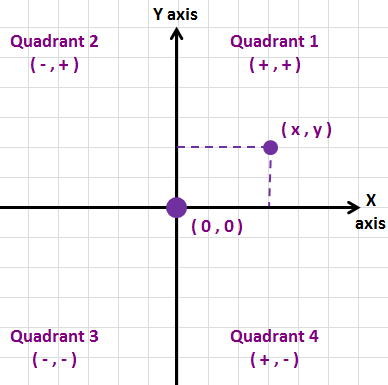 Y axis
Quadrant 2
( - , + )
Quadrant 1
( + , + )
( x , y )
X
axis
( 0 , 0 )
Quadrant 3
( - , - )
Quadrant 4
( + , - )